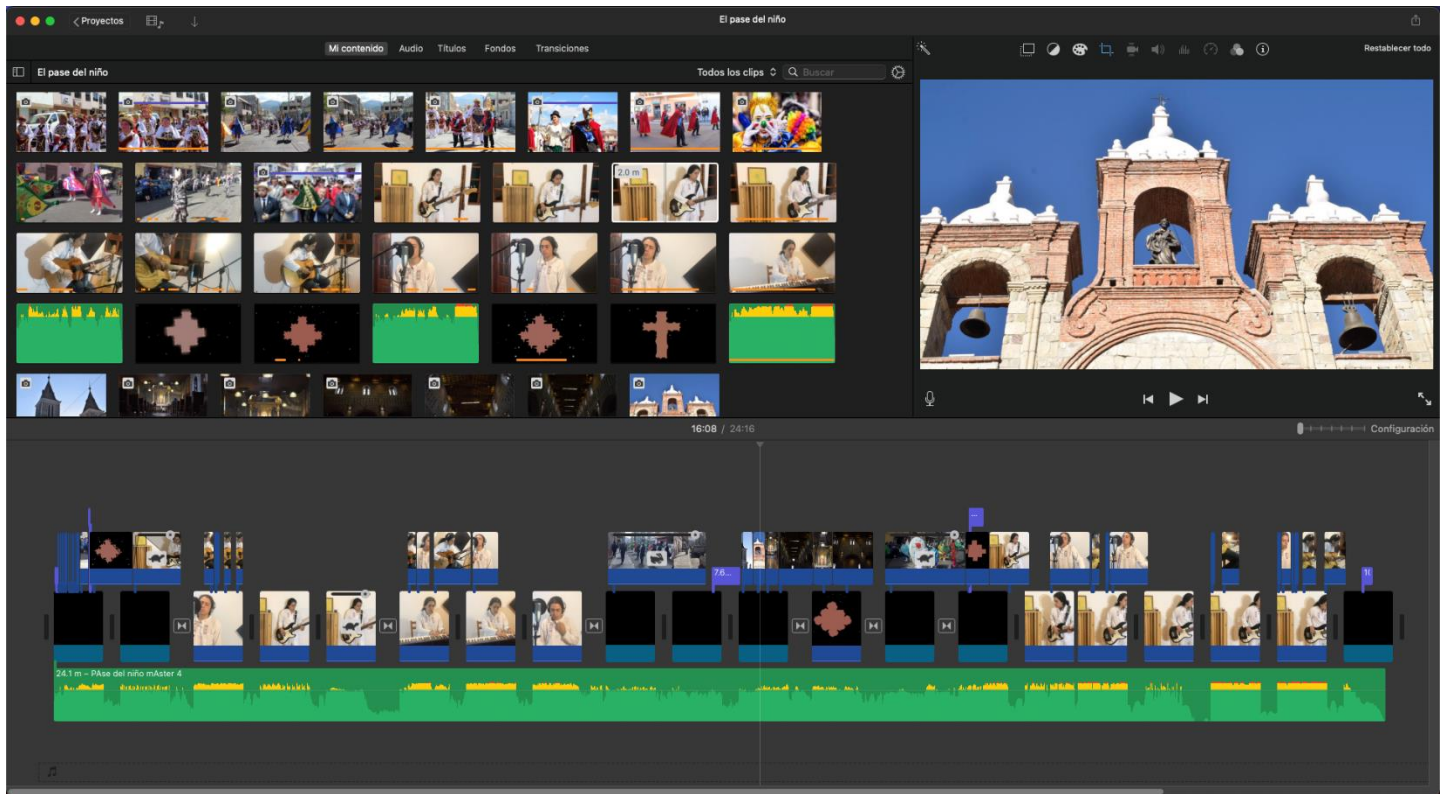 Proyectos
El pase del niño
Mi contenido Audio Títulos Fondos Transiciones
Restablecer todo
El pase del niño
Todos los clips
Buscar
2.0 m
16:08 / 24:16
Configuración
...
7.6...
24.1 m – PAse del niño mAster 4